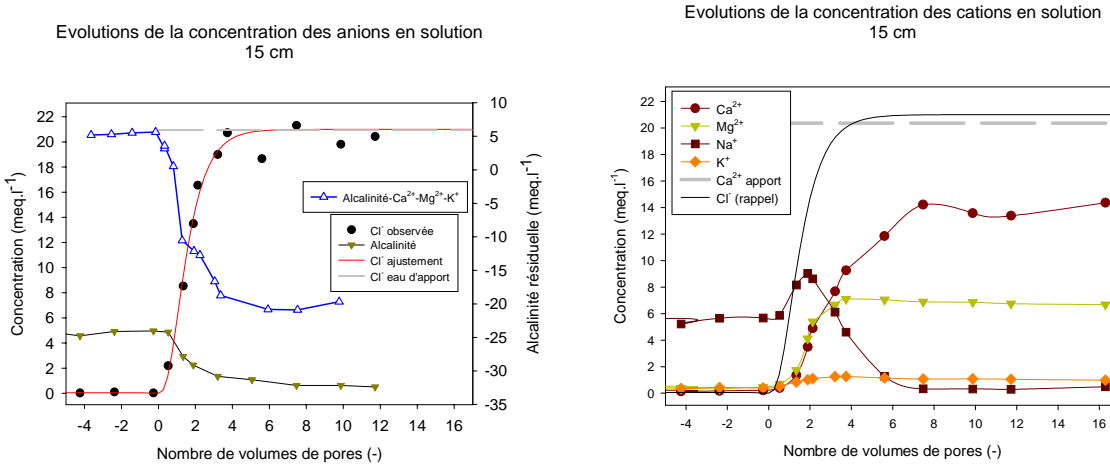 Evolutions de la concentration des anions en solution
15 cm
Concentration (meq.l⁻¹)
22
20
18
16
14
12
10
8
6
4
2
0
10
5
0
-5
-10
-15
-20
-25
-30
-35
Alcalinité résiduelle (meq.l⁻¹)
Alcalinité-Ca²⁺-Mg²⁺-K⁺
Cl⁻ observée
Alcalinité
Cl⁻ ajustement
Cl⁻ eau d'apport
-4 -2 0 2 4 6 8 10 12 14 16
Nombre de volumes de pores (-)
Evolutions de la concentration des cations en solution
15 cm
Concentration (meq.l⁻¹)
22
20
18
16
14
12
10
8
6
4
2
0
Ca²⁺
Mg²⁺
Na⁺
K⁺
Ca²⁺ apport
Cl⁻ (rappel)
-4 -2 0 2 4 6 8 10 12 14 16
Nombre de volumes de pores (-)